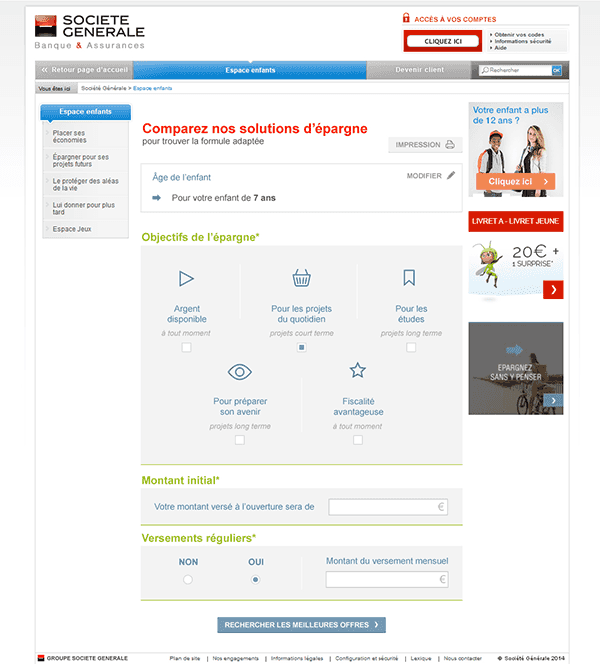 SOCIETE
GENERALE
Banque & Assurances
ACCÈS À VOS COMPTES
CLIQUEZ ICI
Obtenir vos codes
Informations sécurité
Aide
« Retour page d'accueil
Espace enfants
Devenir client
Rechercher
OK
Vous êtes ici
Société Générale > Espace enfants
Espace enfants
Placer ses
économies
Épargner pour ses
projets futurs
Le protéger des aléas
de la vie
Lui donner pour plus
tard
Espace Jeux
Comparez nos solutions d'épargne
pour trouver la formule adaptée
IMPRESSION
Âge de l'enfant
MODIFIER
Pour votre enfant de 7 ans
Objectifs de l'épargne*
Argent
disponible
à tout moment
Pour les projets
du quotidien
projets court terme
Pour les
études
projets long terme
Pour préparer
son avenir
projets long terme
Fiscalité
avantageuse
à tout moment
Montant initial*
Votre montant versé à l'ouverture sera de
€
Versements réguliers*
NON
OUI
Montant du versement mensuel
€
RECHERCHER LES MEILLEURES OFFRES
Votre enfant a plus
de 12 ans ?
Cliquez ici
LIVRET A - LIVRET JEUNE
20€ +
1 SURPRISE*
EPARGNEZ
SANS Y PENSER
GROUPE SOCIETE GENERALE
Plan de site | Nos engagements | Informations légales | Configuration et sécurité | Lexique | Nous contacter
© Société Générale 2014